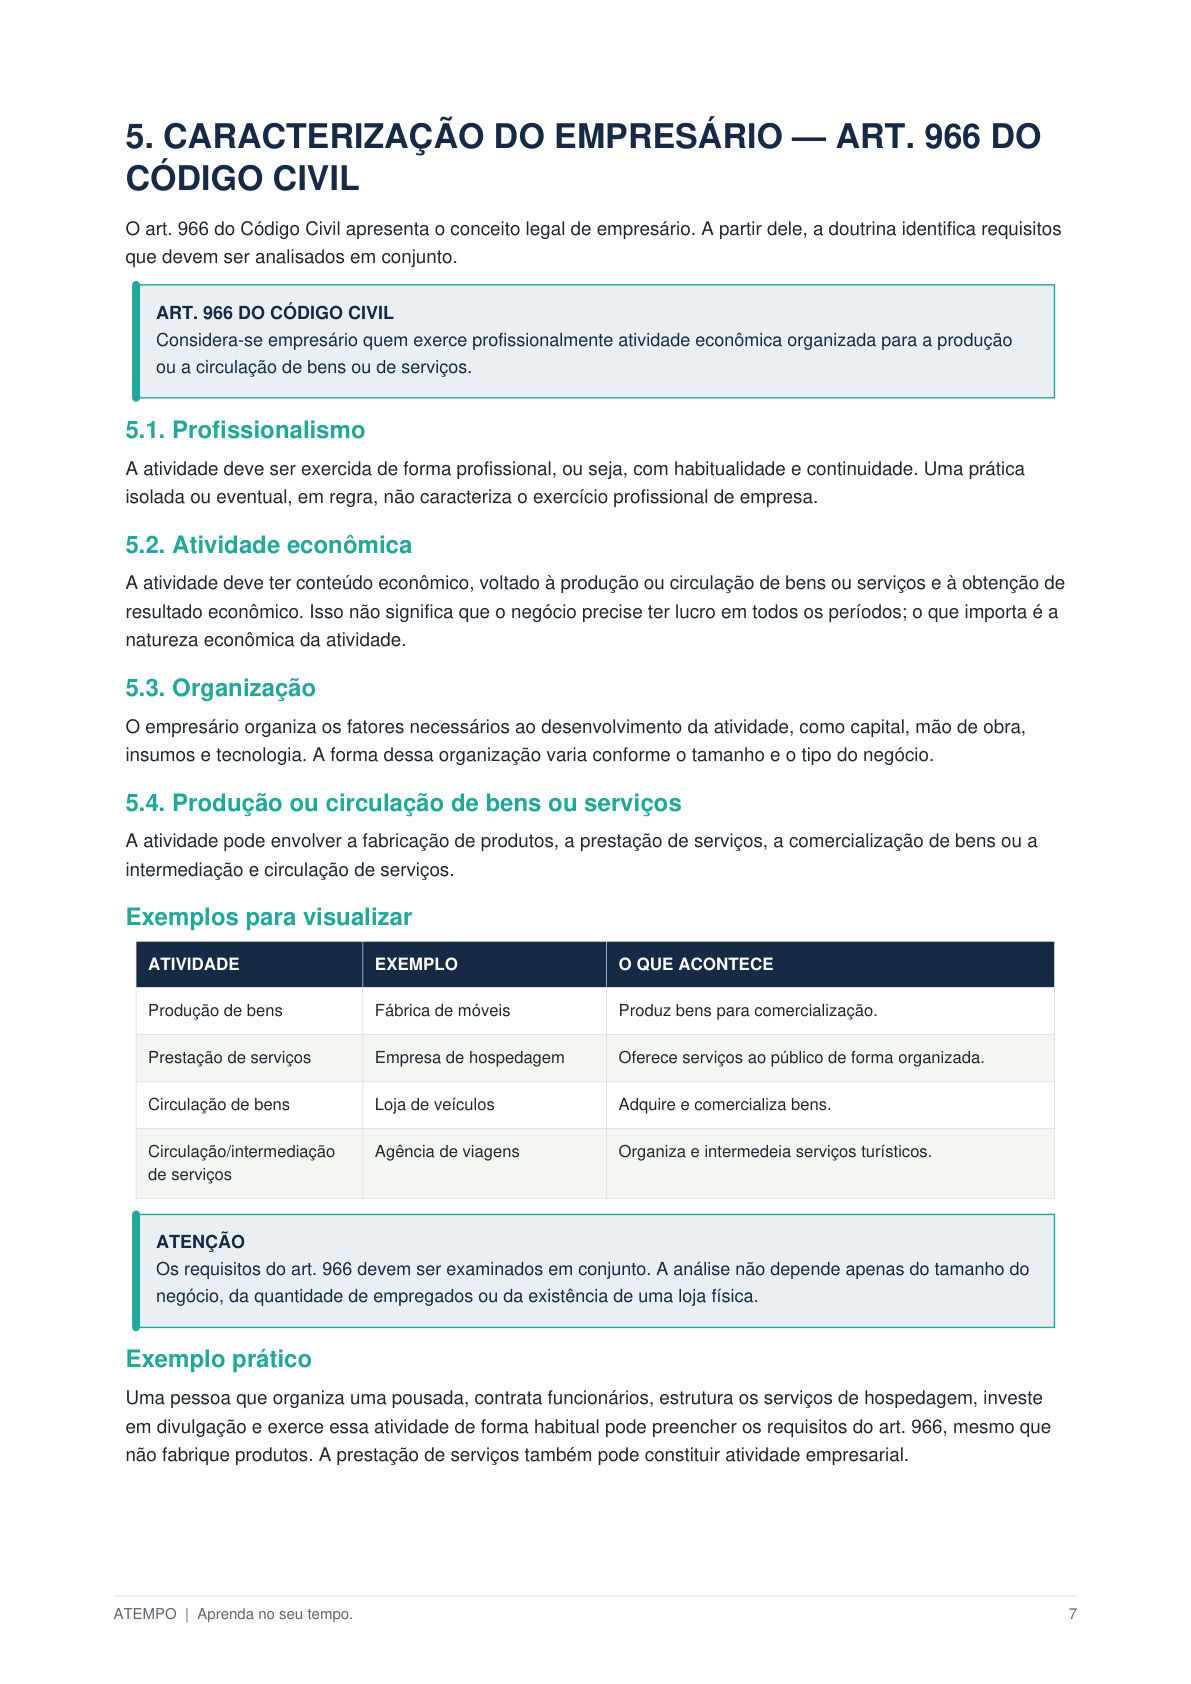 5. CARACTERIZAÇÃO DO EMPRESÁRIO — ART. 966 DO
CÓDIGO CIVIL
O art. 966 do Código Civil apresenta o conceito legal de empresário. A partir dele, a doutrina identifica requisitos
que devem ser analisados em conjunto.
ART. 966 DO CÓDIGO CIVIL
Considera-se empresário quem exerce profissionalmente atividade econômica organizada para a produção
ou a circulação de bens ou de serviços.
5.1. Profissionalismo
A atividade deve ser exercida de forma profissional, ou seja, com habitualidade e continuidade. Uma prática
isolada ou eventual, em regra, não caracteriza o exercício profissional de empresa.
5.2. Atividade econômica
A atividade deve ter conteúdo econômico, voltado à produção ou circulação de bens ou serviços e à obtenção de
resultado econômico. Isso não significa que o negócio precise ter lucro em todos os períodos; o que importa é a
natureza econômica da atividade.
5.3. Organização
O empresário organiza os fatores necessários ao desenvolvimento da atividade, como capital, mão de obra,
insumos e tecnologia. A forma dessa organização varia conforme o tamanho e o tipo do negócio.
5.4. Produção ou circulação de bens ou serviços
A atividade pode envolver a fabricação de produtos, a prestação de serviços, a comercialização de bens ou a
intermediação e circulação de serviços.
Exemplos para visualizar
ATIVIDADE EXEMPLO O QUE ACONTECE
Produção de bens Fábrica de móveis Produz bens para comercialização.
Prestação de serviços Empresa de hospedagem Oferece serviços ao público de forma organizada.
Circulação de bens Loja de veículos Adquire e comercializa bens.
Circulação/intermediação Agência de viagens Organiza e intermedeia serviços turísticos.
de serviços
ATENÇÃO
Os requisitos do art. 966 devem ser examinados em conjunto. A análise não depende apenas do tamanho do
negócio, da quantidade de empregados ou da existência de uma loja física.
Exemplo prático
Uma pessoa que organiza uma pousada, contrata funcionários, estrutura os serviços de hospedagem, investe
em divulgação e exerce essa atividade de forma habitual pode preencher os requisitos do art. 966, mesmo que
não fabrique produtos. A prestação de serviços também pode constituir atividade empresarial.
ATEMPO | Aprenda no seu tempo. 7